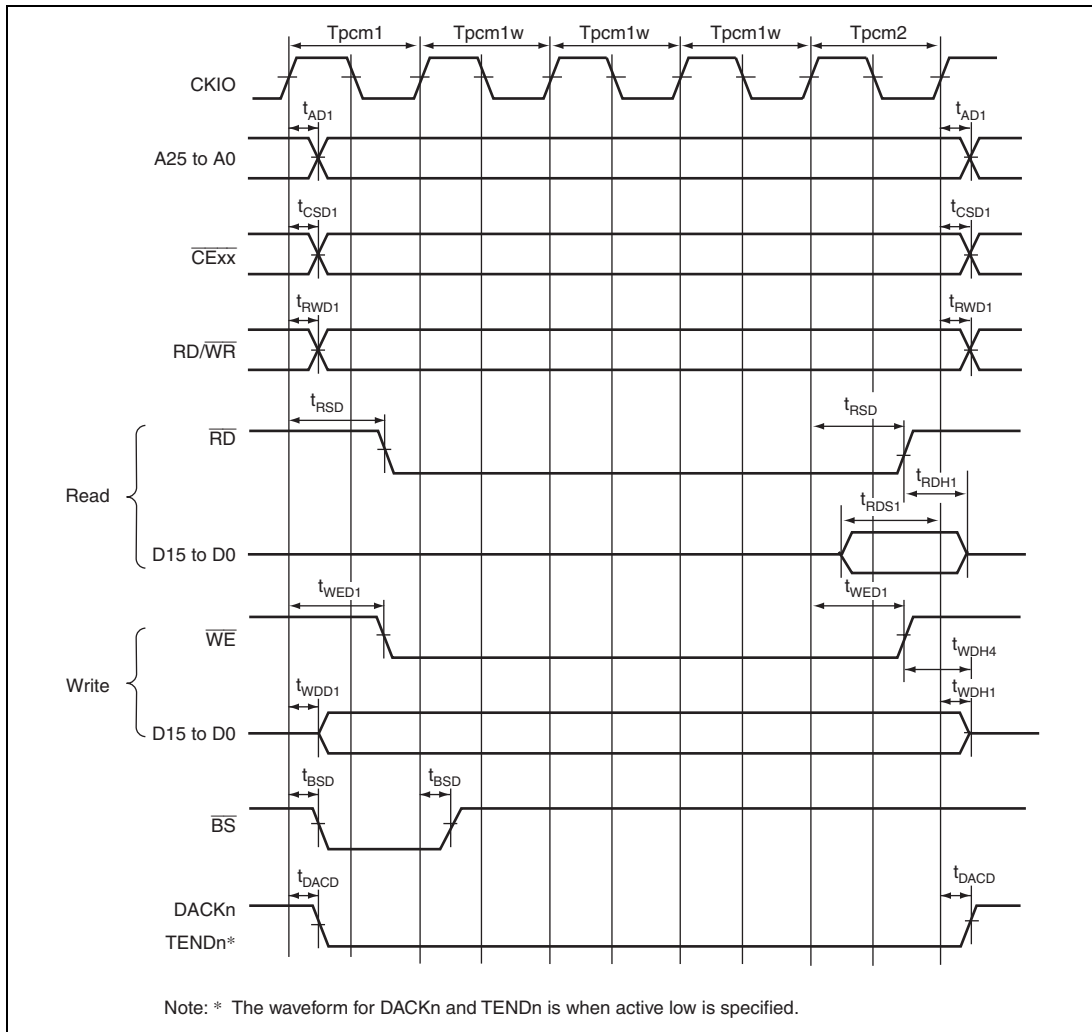 Tpcm1 Tpcm1w Tpcm1w Tpcm1w Tpcm2
CKIO
tAD1 tAD1
A25 to A0
tCSD1 tCSD1
CExx
tRWD1 tRWD1
RD/WR
tRSD tRSD
RD
tRDH1
Read
tRDS1
D15 to D0
tWED1 tWED1
WE
tWDH4
Write
tWDD1 tWDH1
D15 to D0
tBSD tBSD
BS
tDACD tDACD
DACKn
TENDn*
Note: * The waveform for DACKn and TENDn is when active low is specified.